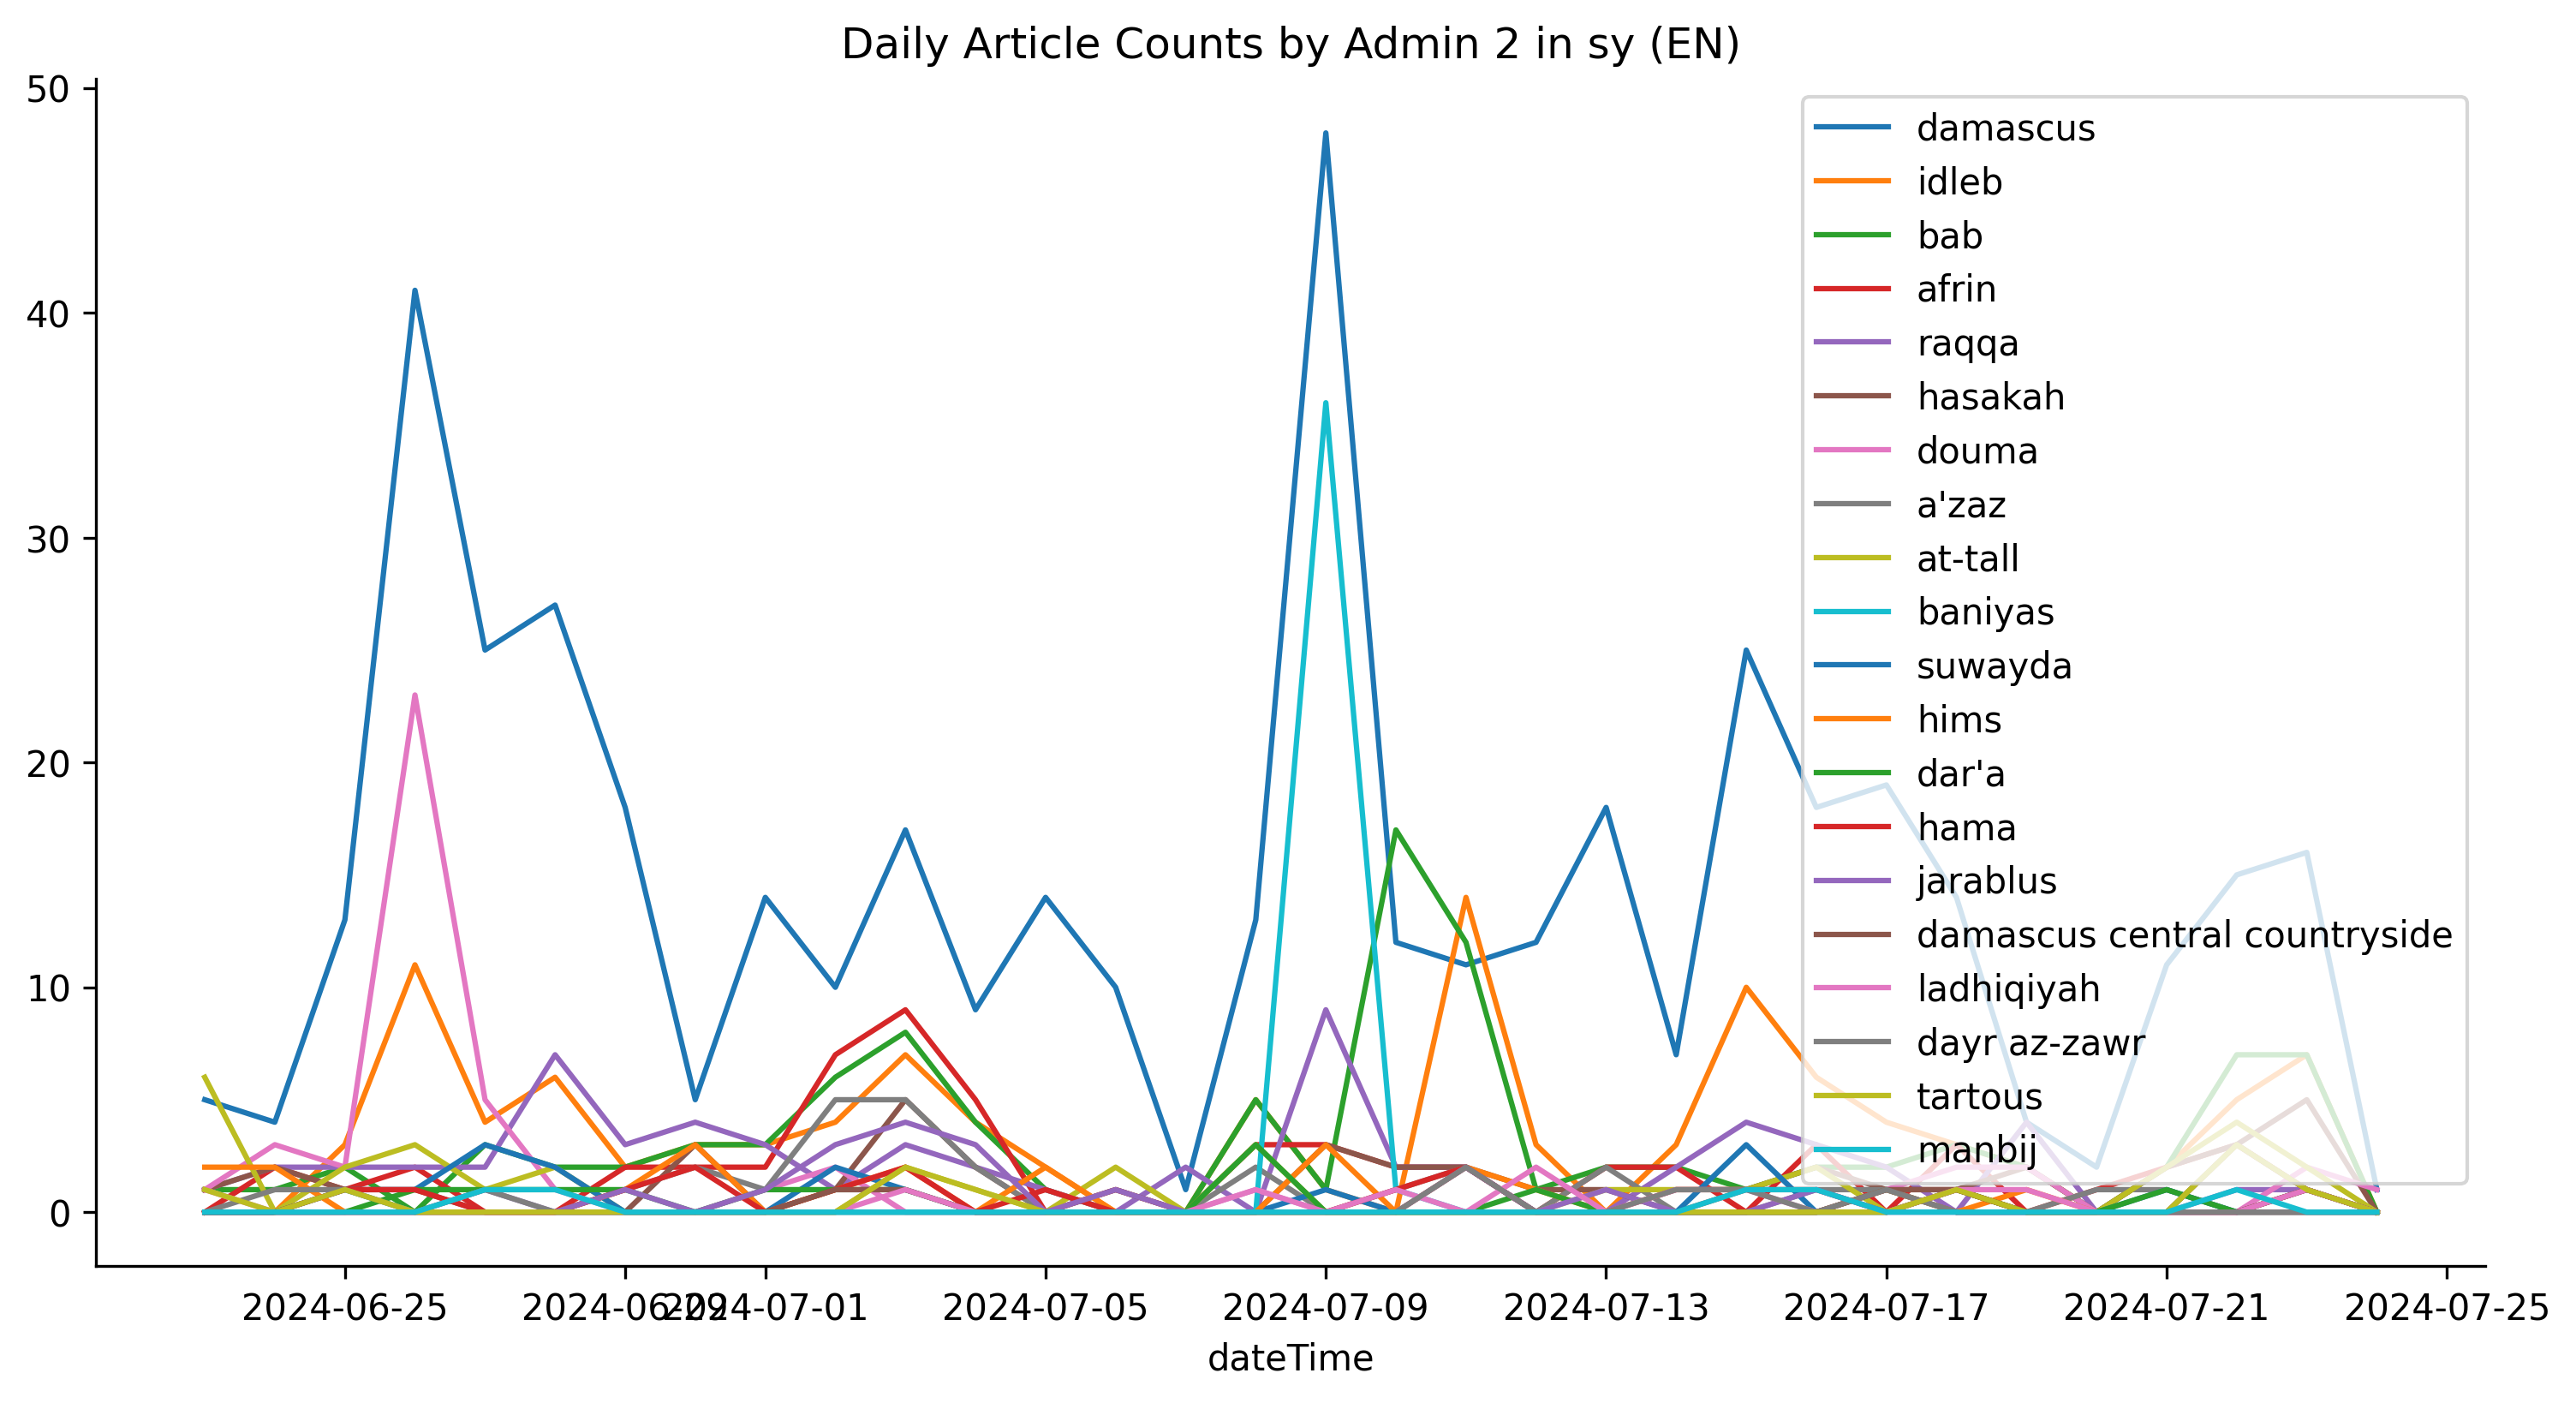 Daily Article Counts by Admin 2 in sy (EN)
50
40
30
20
10
0
damascus
idleb
bab
afrin
raqqa
hasakah
douma
a'zaz
at-tall
baniyas
suwayda
hims
dar'a
hama
jarablus
damascus central countryside
ladhiqiyah
dayr az-zawr
tartous
manbij
2024-06-25 2024-06-29 2024-07-01 2024-07-05 2024-07-09 2024-07-13 2024-07-17 2024-07-21 2024-07-25
dateTime